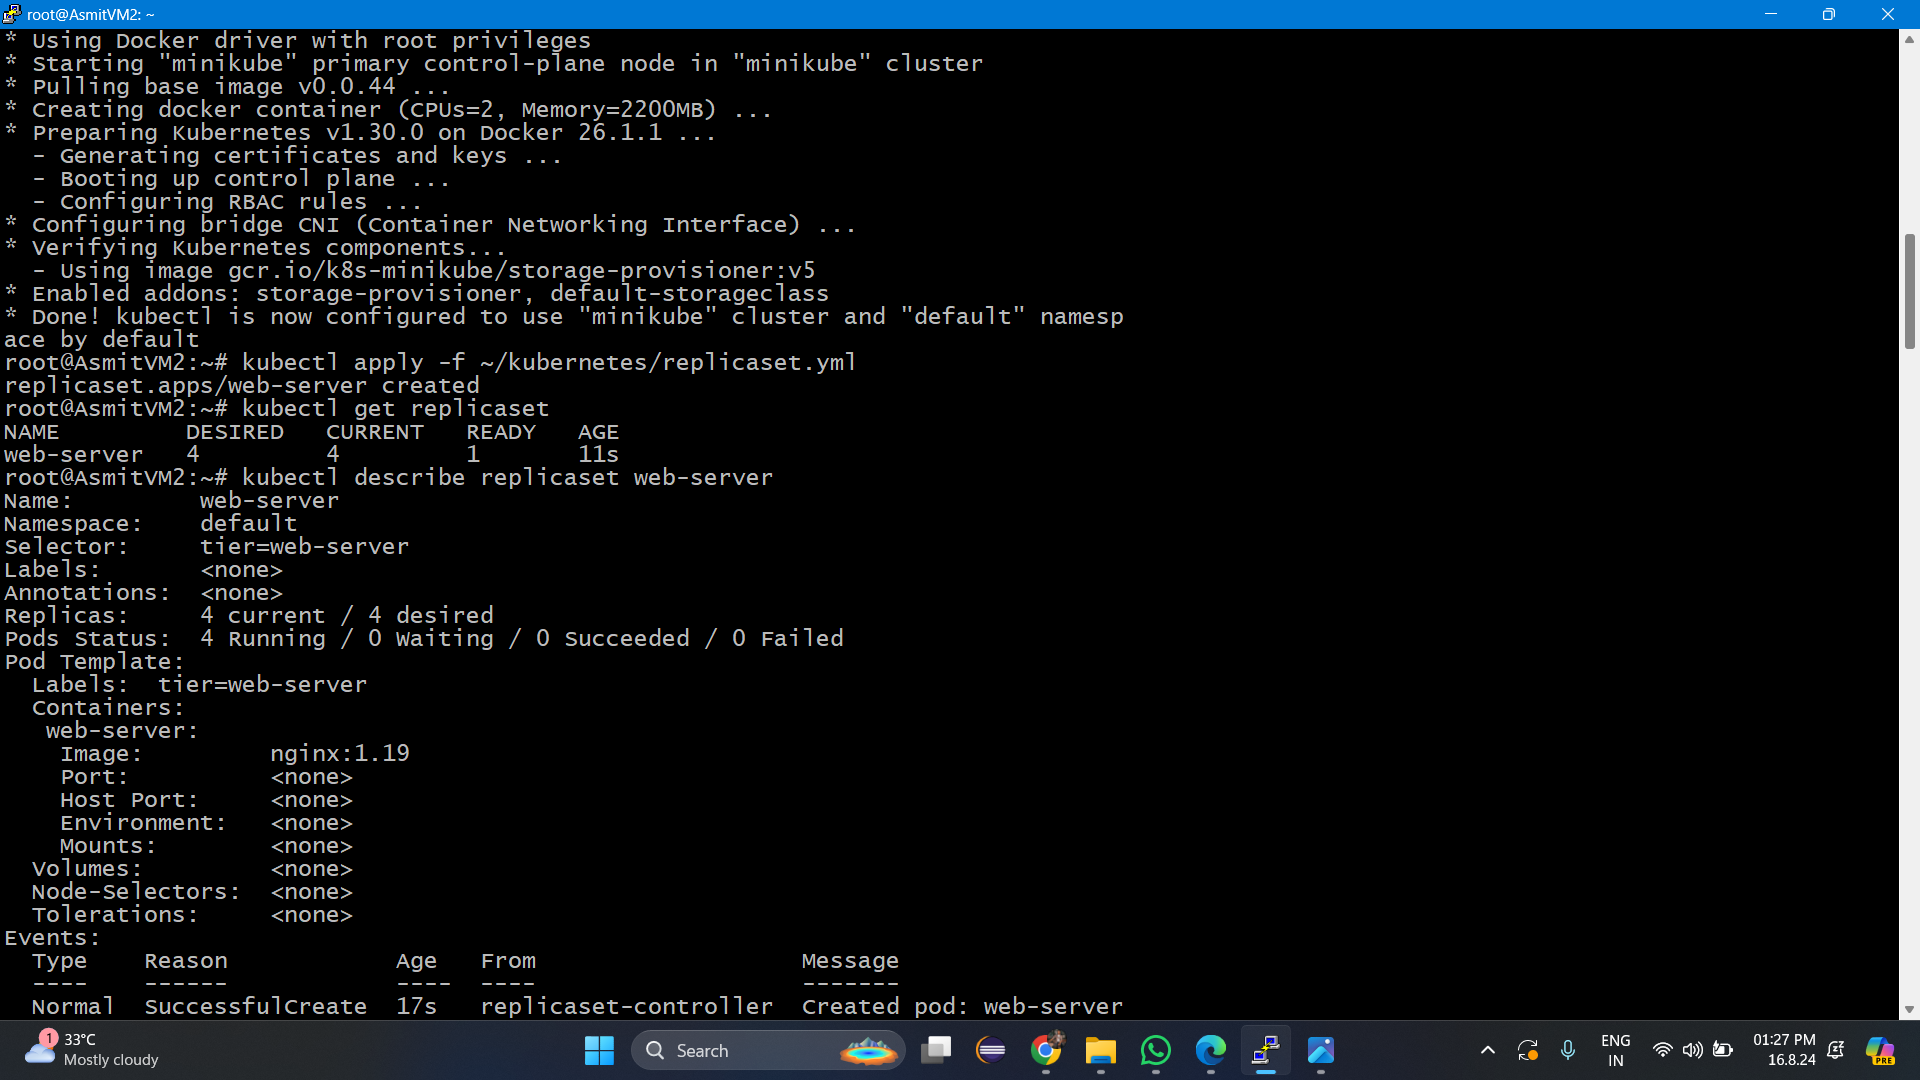 root@AsmitVM2: ~
* Using Docker driver with root privileges
* Starting "minikube" primary control-plane node in "minikube" cluster
* Pulling base image v0.0.44 ...
* Creating docker container (CPUs=2, Memory=2200MB) ...
* Preparing Kubernetes v1.30.0 on Docker 26.1.1 ...
  - Generating certificates and keys ...
  - Booting up control plane ...
  - Configuring RBAC rules ...
* Configuring bridge CNI (Container Networking Interface) ...
* Verifying Kubernetes components...
  - Using image gcr.io/k8s-minikube/storage-provisioner:v5
* Enabled addons: storage-provisioner, default-storageclass
* Done! kubectl is now configured to use "minikube" cluster and "default" namesp
ace by default
root@AsmitVM2:~# kubectl apply -f ~/kubernetes/replicaset.yml
replicaset.apps/web-server created
root@AsmitVM2:~# kubectl get replicaset
NAME         DESIRED   CURRENT   READY   AGE
web-server   4         4         1       11s
root@AsmitVM2:~# kubectl describe replicaset web-server
Name:         web-server
Namespace:    default
Selector:     tier=web-server
Labels:       <none>
Annotations:  <none>
Replicas:     4 current / 4 desired
Pods Status:  4 Running / 0 Waiting / 0 Succeeded / 0 Failed
Pod Template:
  Labels:  tier=web-server
  Containers:
   web-server:
    Image:         nginx:1.19
    Port:          <none>
    Host Port:     <none>
    Environment:   <none>
    Mounts:        <none>
  Volumes:         <none>
  Node-Selectors:  <none>
  Tolerations:     <none>
Events:
  Type    Reason            Age   From                   Message
  ----    ------            ----  ----                   -------
  Normal  SuccessfulCreate  17s   replicaset-controller  Created pod: web-server
1
33°C
Mostly cloudy
Search
ENG
IN
01:27 PM
16.8.24
PRE